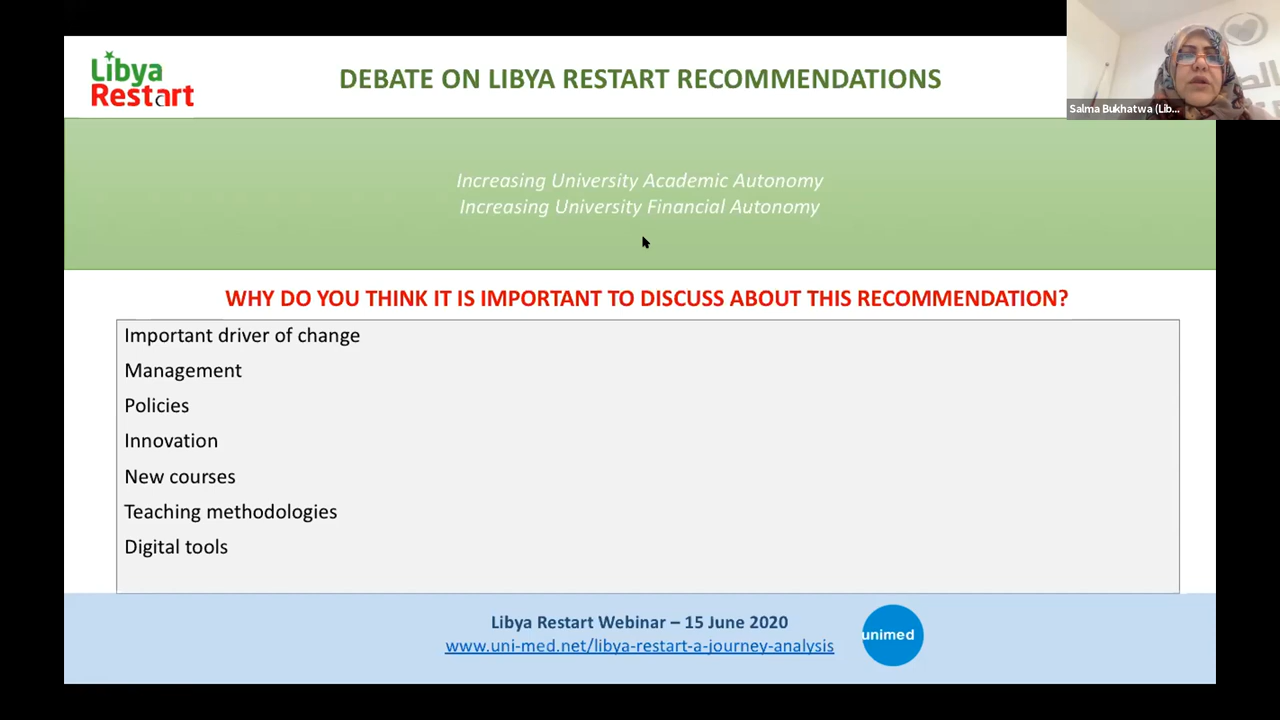 Libya
Restart
DEBATE ON LIBYA RESTART RECOMMENDATIONS
Salma Bukhatwa (Lib...
Increasing University Academic Autonomy
Increasing University Financial Autonomy
WHY DO YOU THINK IT IS IMPORTANT TO DISCUSS ABOUT THIS RECOMMENDATION?
Important driver of change
Management
Policies
Innovation
New courses
Teaching methodologies
Digital tools
Libya Restart Webinar – 15 June 2020
www.uni-med.net/libya-restart-a-journey-analysis
unimed